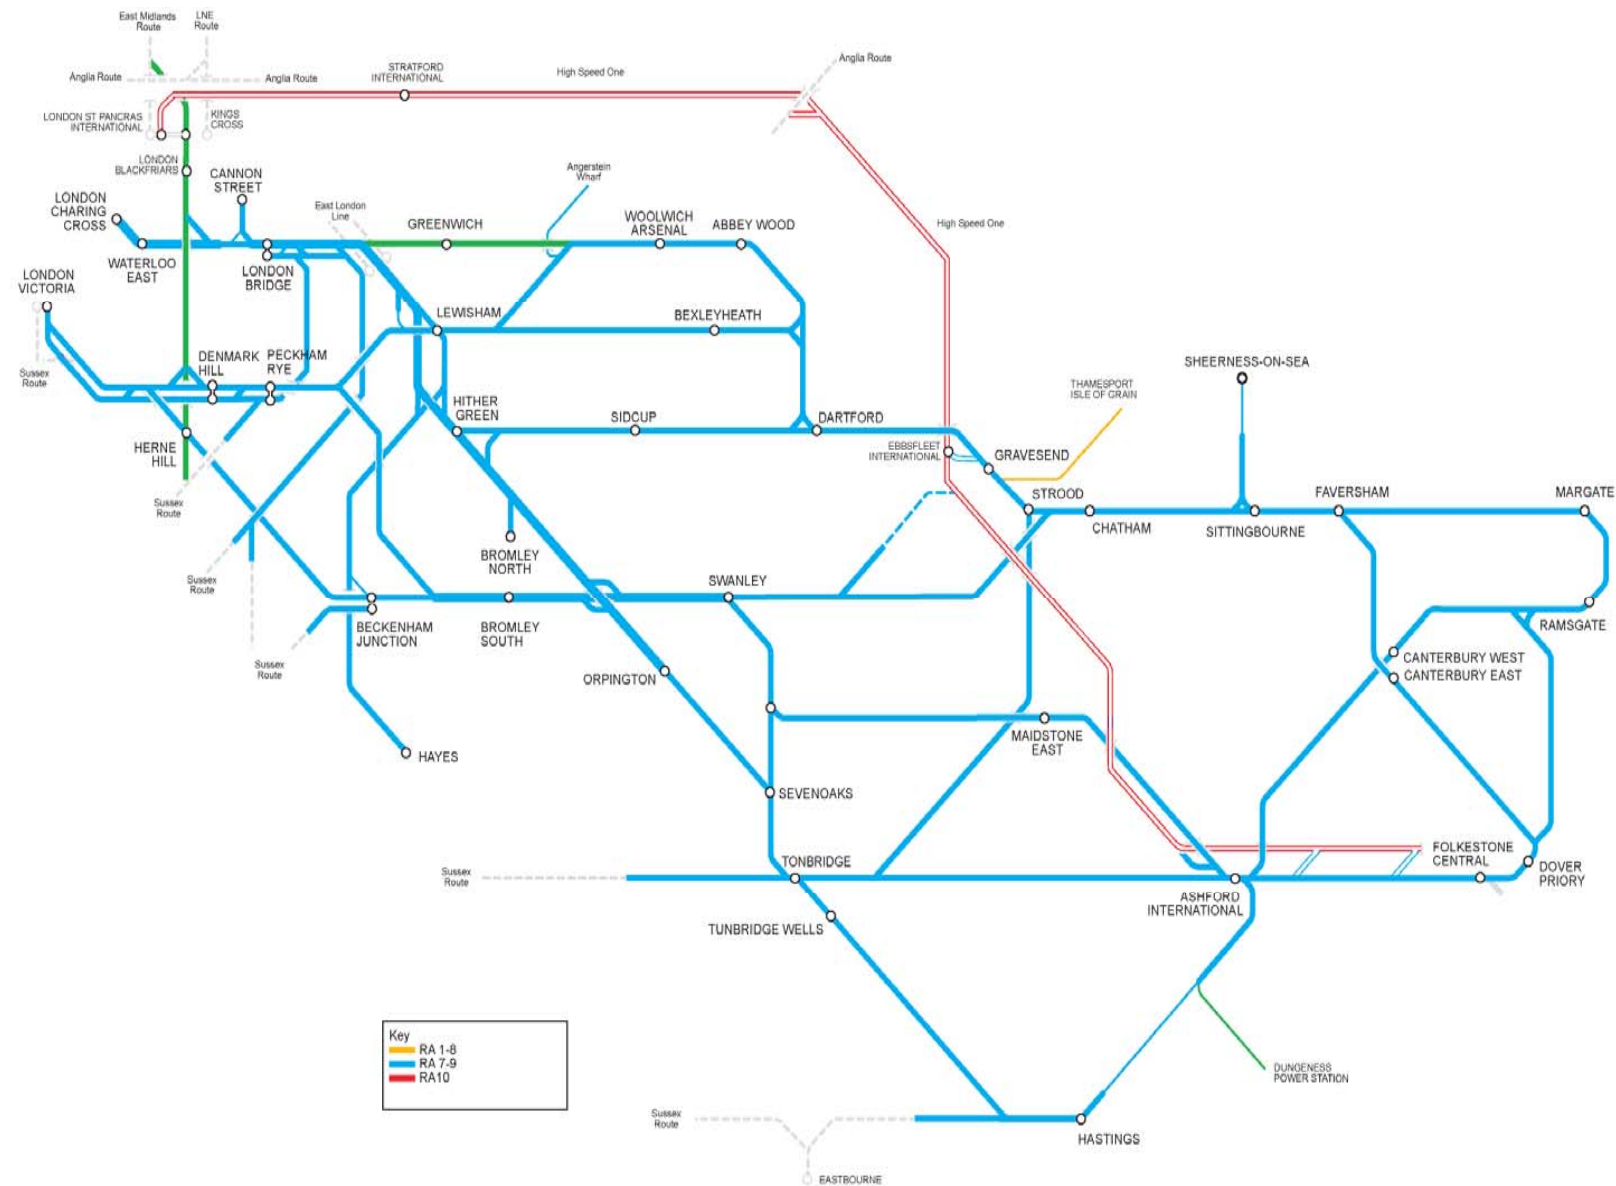 East Midlands
Route
LNE
Route
Anglia Route
Anglia Route
STRATFORD
INTERNATIONAL
High Speed One
Anglia Route
LONDON ST PANCRAS
INTERNATIONAL
KINGS
CROSS
LONDON
BLACKFRIARS
CANNON
STREET
Angerstein
Wharf
LONDON
CHARING
CROSS
East London
Line
GREENWICH
WOOLWICH
ARSENAL
ABBEY WOOD
High Speed One
WATERLOO
EAST
LONDON
BRIDGE
LONDON
VICTORIA
LEWISHAM
BEXLEYHEATH
Sussex
Route
DENMARK
HILL
PECKHAM
RYE
SHEERNESS-ON-SEA
THAMESPORT
ISLE OF GRAIN
HITHER
GREEN
SIDCUP
DARTFORD
HERNE
HILL
EBBSFLEET
INTERNATIONAL
GRAVESEND
Sussex
Route
STROOD
CHATHAM
SITTINGBOURNE
FAVERSHAM
MARGATE
BROMLEY
NORTH
Sussex
Route
SWANLEY
BECKENHAM
JUNCTION
BROMLEY
SOUTH
RAMSGATE
Sussex
Route
ORPINGTON
CANTERBURY WEST
CANTERBURY EAST
MAIDSTONE
EAST
HAYES
SEVENOAKS
TONBRIDGE
FOLKESTONE
CENTRAL
DOVER
PRIORY
Sussex
Route
ASHFORD
INTERNATIONAL
TUNBRIDGE WELLS
Key
RA 1-8
RA 7-9
RA10
DUNGENESS
POWER STATION
Sussex
Route
HASTINGS
EASTBOURNE